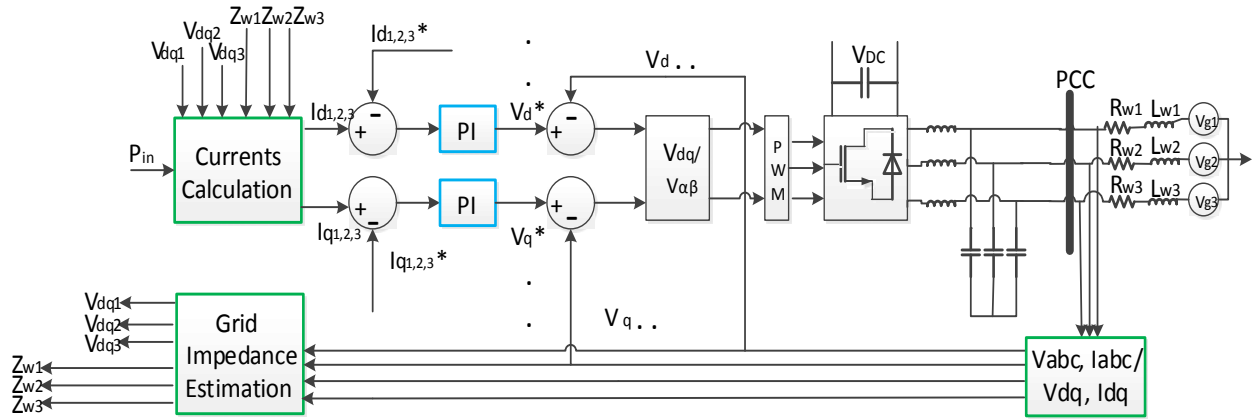 Zw1 Zw2 Zw3
Vdq1
Vdq2
Vdq3
Id1,2,3*
Id1,2,3
Pin
Currents
Calculation
PI
Vd*
Vd ..
Vdq/
Vαβ
P
W
M
VDC
PCC
Rw1 Lw1 Vg1
Rw2 Lw2 Vg2
Rw3 Lw3 Vg3
Iq1,2,3
Iq1,2,3*
PI
Vq*
Vq ..
Vdq1
Vdq2
Vdq3
Zw1
Zw2
Zw3
Grid
Impedance
Estimation
Vabc, Iabc/
Vdq, Idq